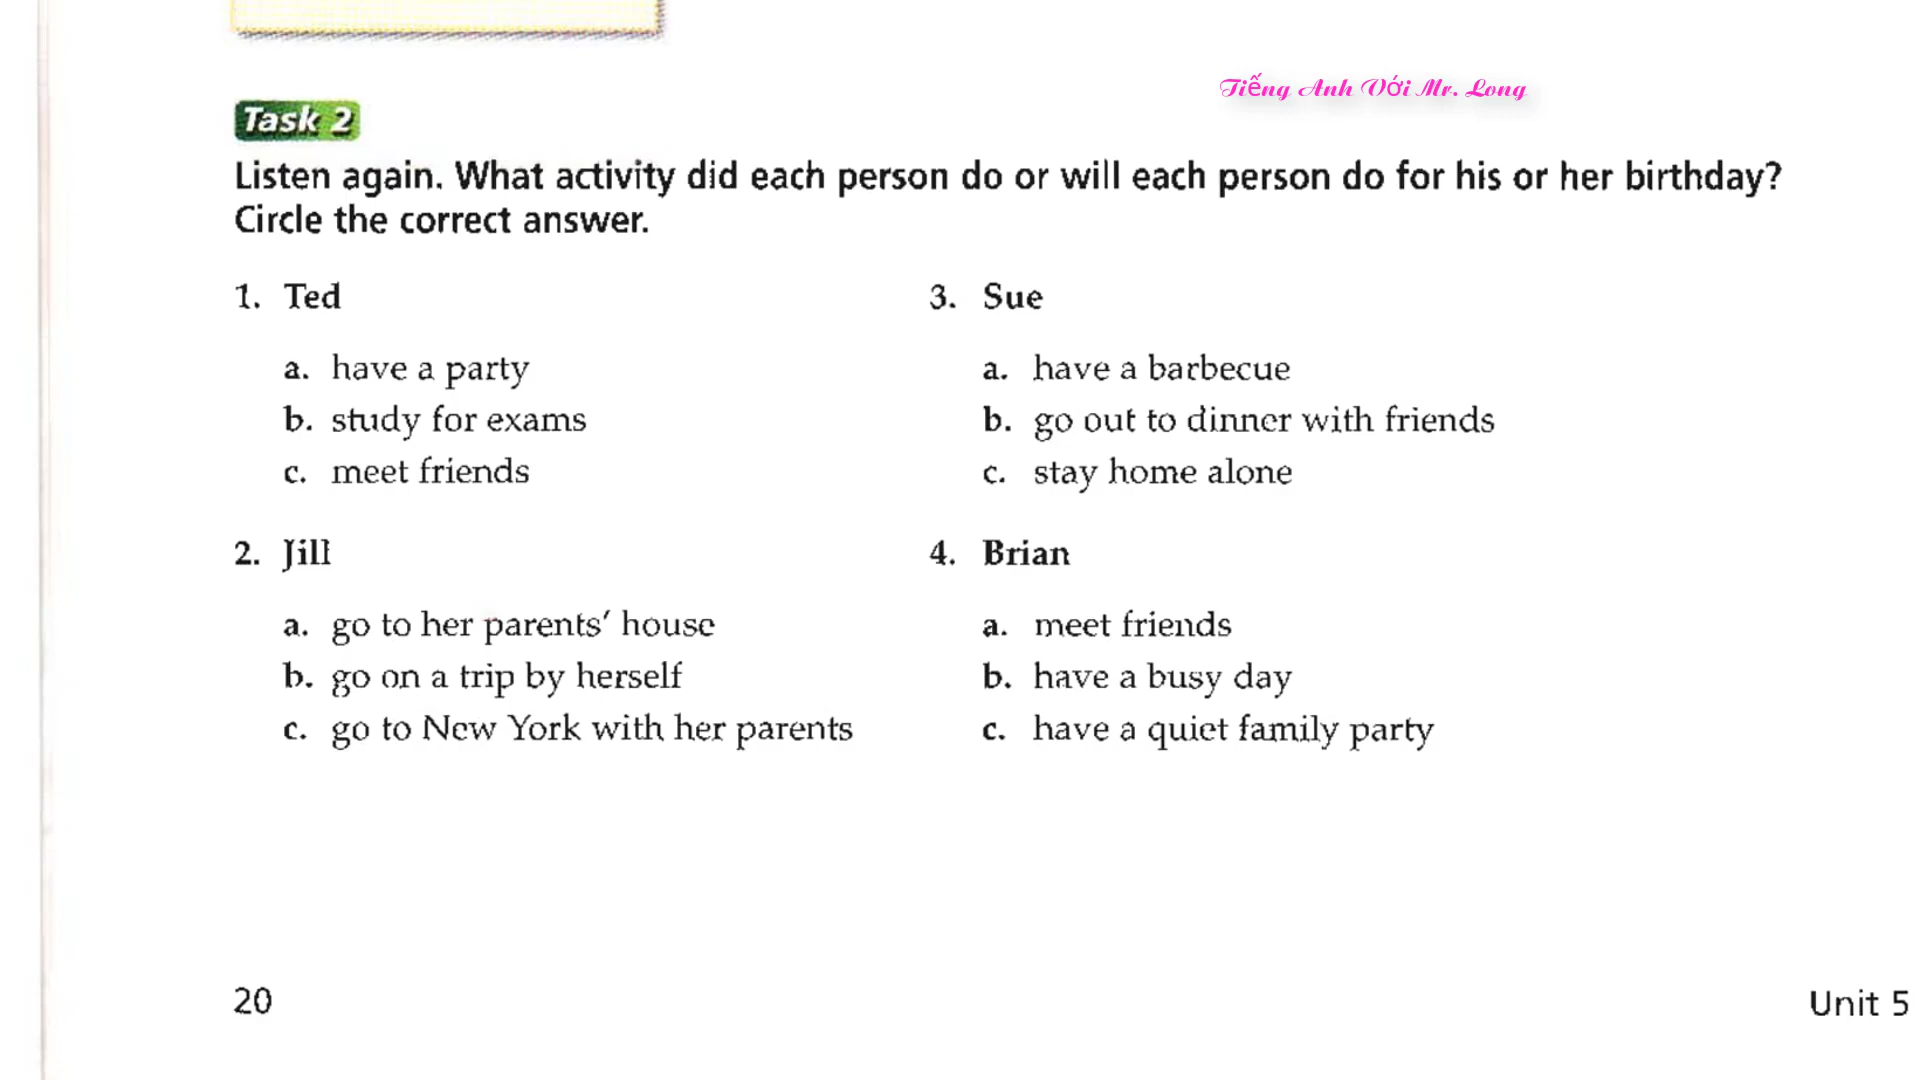 Tiếng Anh Với Mr. Long
Task 2
Listen again. What activity did each person do or will each person do for his or her birthday?
Circle the correct answer.
1. Ted
a. have a party
b. study for exams
c. meet friends
2. Jill
a. go to her parents' house
b. go on a trip by herself
c. go to New York with her parents
3. Sue
a. have a barbecue
b. go out to dinner with friends
c. stay home alone
4. Brian
a. meet friends
b. have a busy day
c. have a quiet family party
20
Unit 5